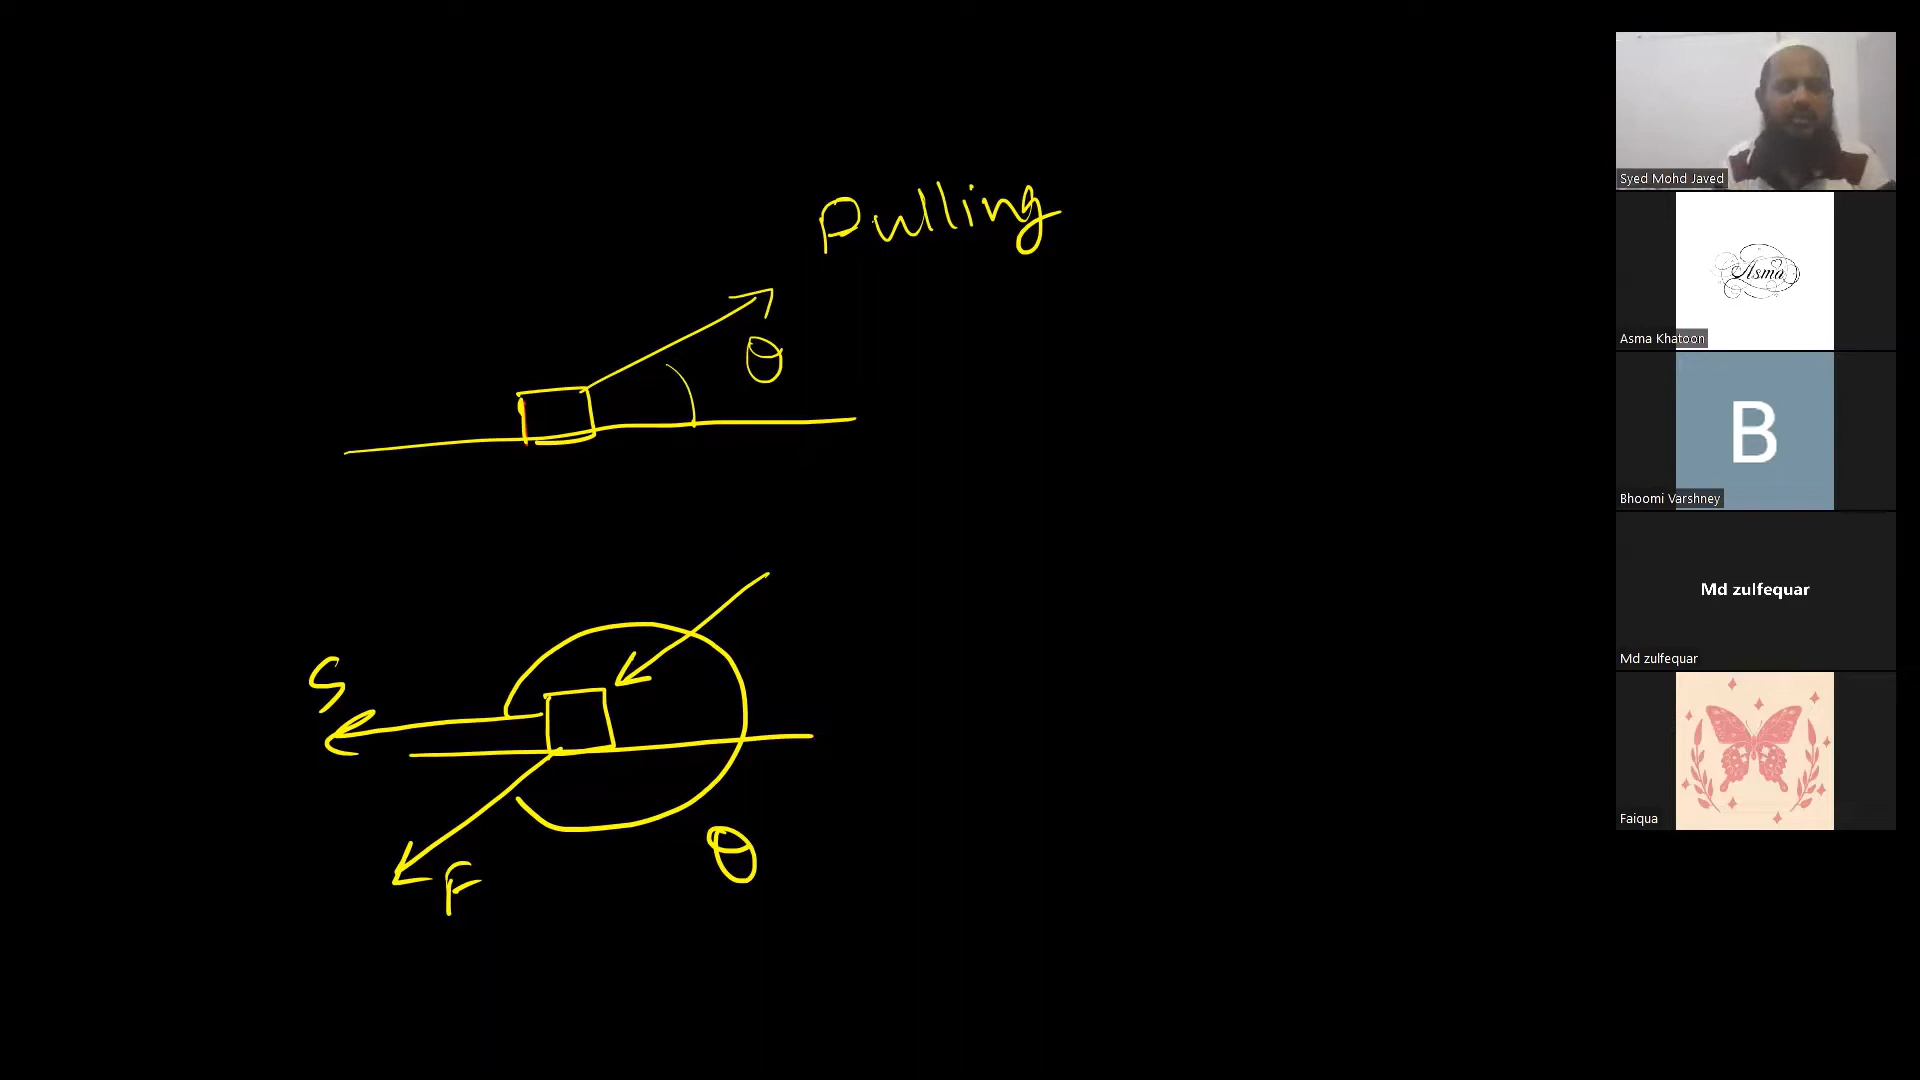 Pulling
θ
S
F
θ
Syed Mohd Javed
Asma
Asma Khatoon
B
Bhoomi Varshney
Md zulfequar
Md zulfequar
Faiqua